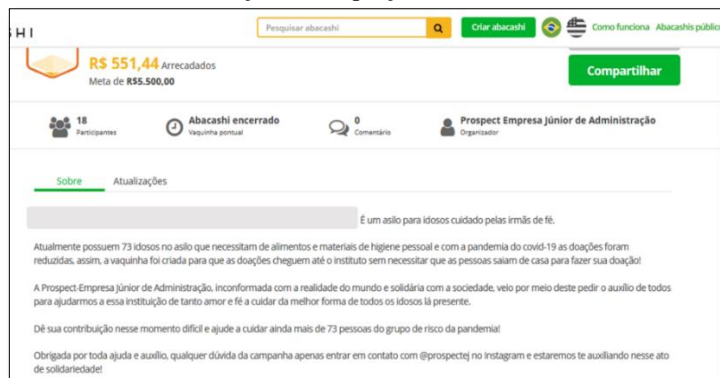 HI
Pesquisar abacashi
Criar abacashi
Como funciona Abacashis públic
R$ 551,44 Arrecadados
Meta de R$5.500,00
Compartilhar
18
Participantes
Abacashi encerrado
Vaquinha pontual
0
Comentário
Prospect Empresa Júnior de Administração
Organizador
Sobre Atualizações
É um asilo para idosos cuidado pelas irmãs de fé.
Atualmente possuem 73 idosos no asilo que necessitam de alimentos e materiais de higiene pessoal e com a pandemia do covid-19 as doações foram
reduzidas, assim, a vaquinha foi criada para que as doações cheguem até o instituto sem necessitar que as pessoas saiam de casa para fazer sua doação!
A Prospect-Empresa Júnior de Administração, inconformada com a realidade do mundo e solidária com a sociedade, veio por meio deste pedir o auxílio de todos
para ajudarmos a essa instituição de tanto amor e fé a cuidar da melhor forma de todos os idosos lá presente.
Dê sua contribuição nesse momento difícil e ajude a cuidar ainda mais de 73 pessoas do grupo de risco da pandemia!
Obrigada por toda ajuda e auxílio, qualquer dúvida da campanha apenas entrar em contato com @prospectej no instagram e estaremos te auxiliando nesse ato
de solidariedade!